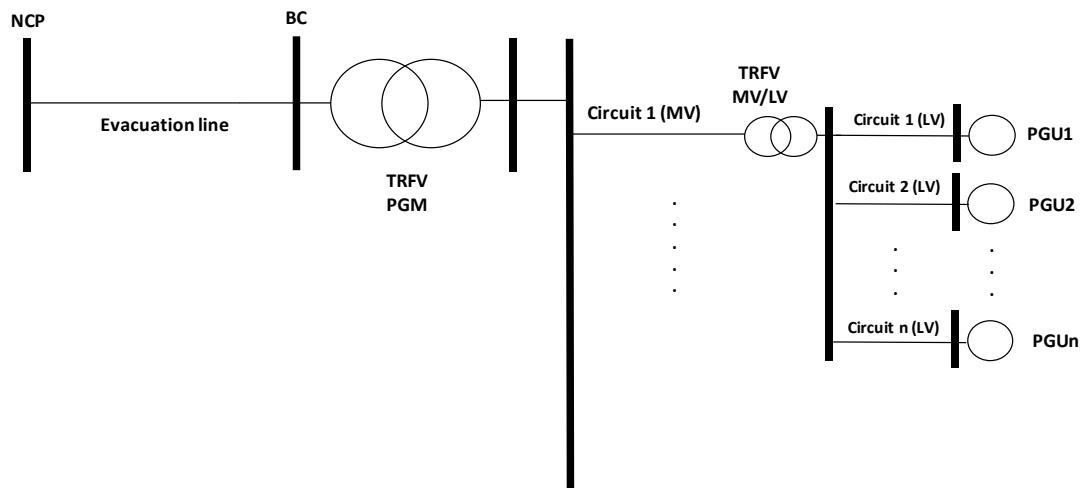 NCP
BC
Evacuation line
TRFV
PGM
Circuit 1 (MV)
TRFV
MV/LV
Circuit 1 (LV)
PGU1
Circuit 2 (LV)
PGU2
Circuit n (LV)
PGUn